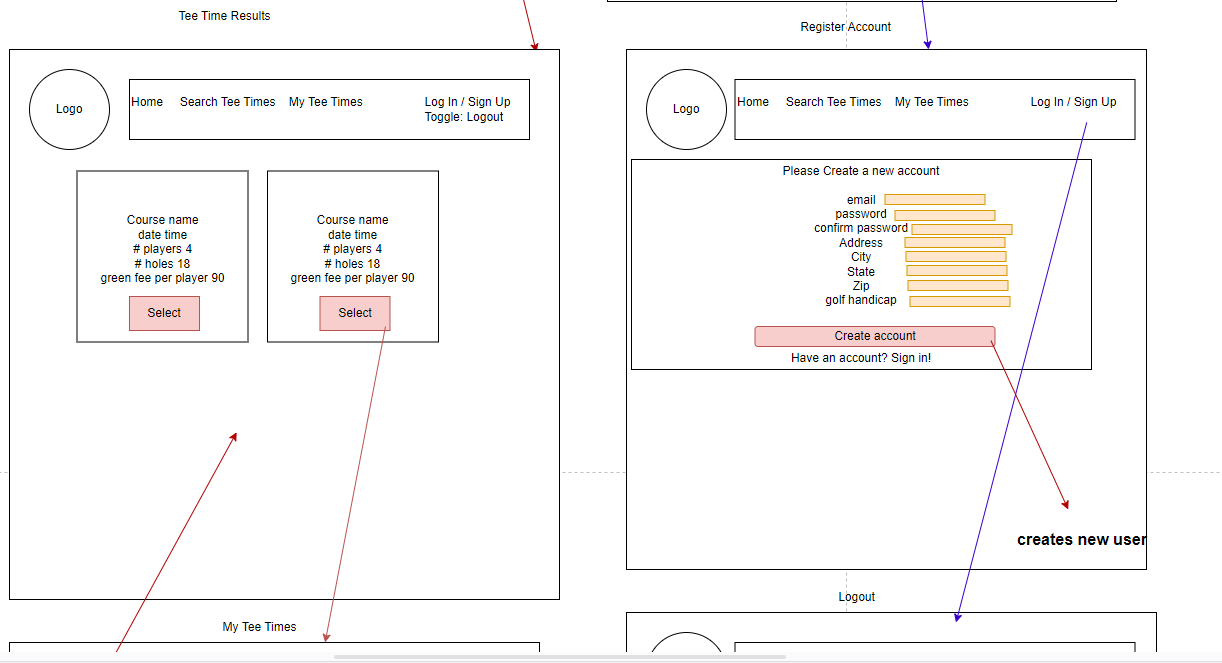 Tee Time Results
Logo
Home Search Tee Times My Tee Times Log In / Sign Up
Toggle: Logout
Course name
date time
# players 4
# holes 18
green fee per player 90
Select
Course name
date time
# players 4
# holes 18
green fee per player 90
Select
My Tee Times
Register Account
Logo
Home Search Tee Times My Tee Times Log In / Sign Up
Please Create a new account
email
password
confirm password
Address
City
State
Zip
golf handicap
Create account
Have an account? Sign in!
creates new user
Logout